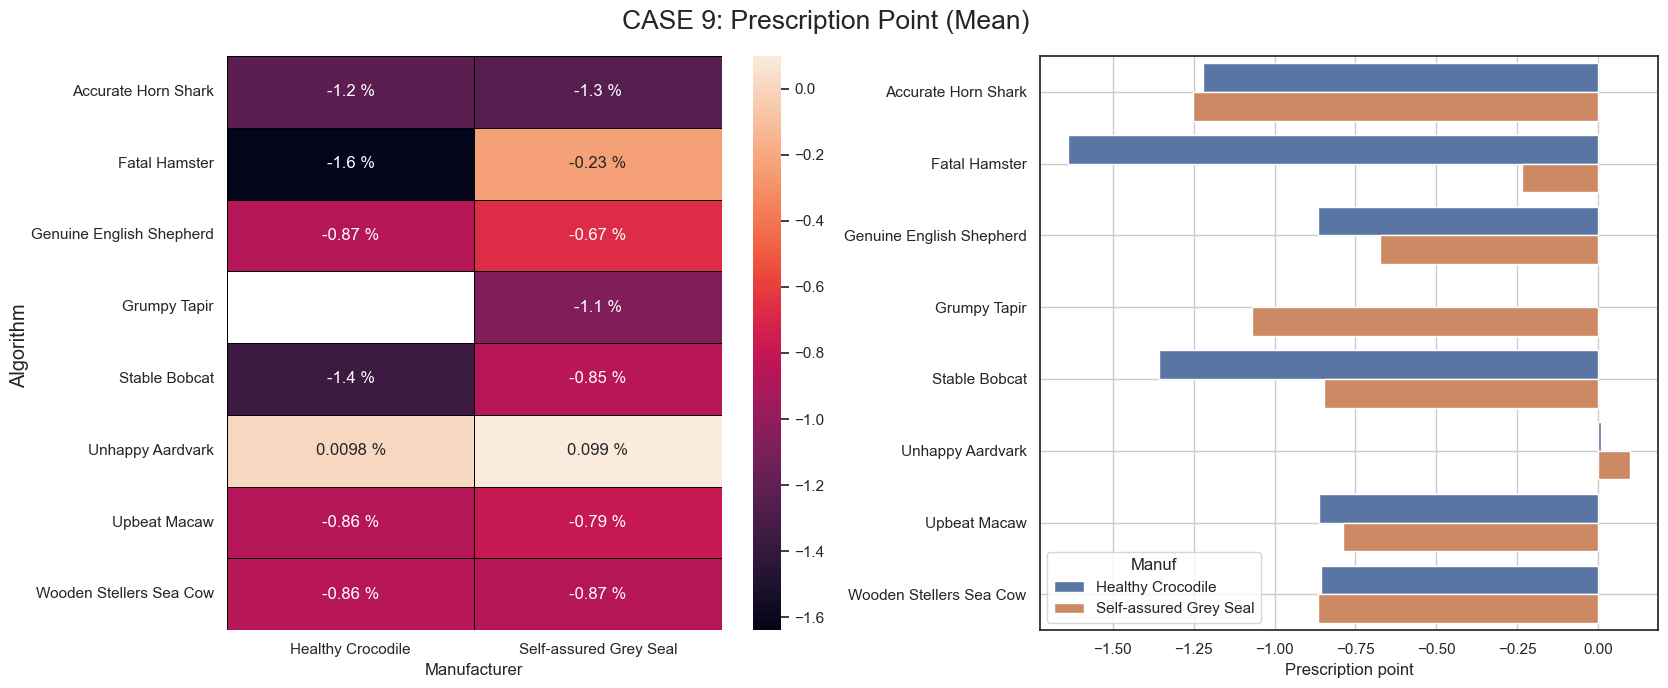 CASE 9: Prescription Point (Mean)
Algorithm
Accurate Horn Shark
-1.2 %
-1.3 %
Fatal Hamster
-1.6 %
-0.23 %
Genuine English Shepherd
-0.87 %
-0.67 %
Grumpy Tapir
-1.1 %
Stable Bobcat
-1.4 %
-0.85 %
Unhappy Aardvark
0.0098 %
0.099 %
Upbeat Macaw
-0.86 %
-0.79 %
Wooden Stellers Sea Cow
-0.86 %
-0.87 %
Healthy Crocodile
Self-assured Grey Seal
Manufacturer
0.0
−0.2
−0.4
−0.6
−0.8
−1.0
−1.2
−1.4
−1.6
Accurate Horn Shark
Fatal Hamster
Genuine English Shepherd
Grumpy Tapir
Stable Bobcat
Unhappy Aardvark
Upbeat Macaw
Wooden Stellers Sea Cow
Manuf
Healthy Crocodile
Self-assured Grey Seal
−1.50
−1.25
−1.00
−0.75
−0.50
−0.25
0.00
Prescription point